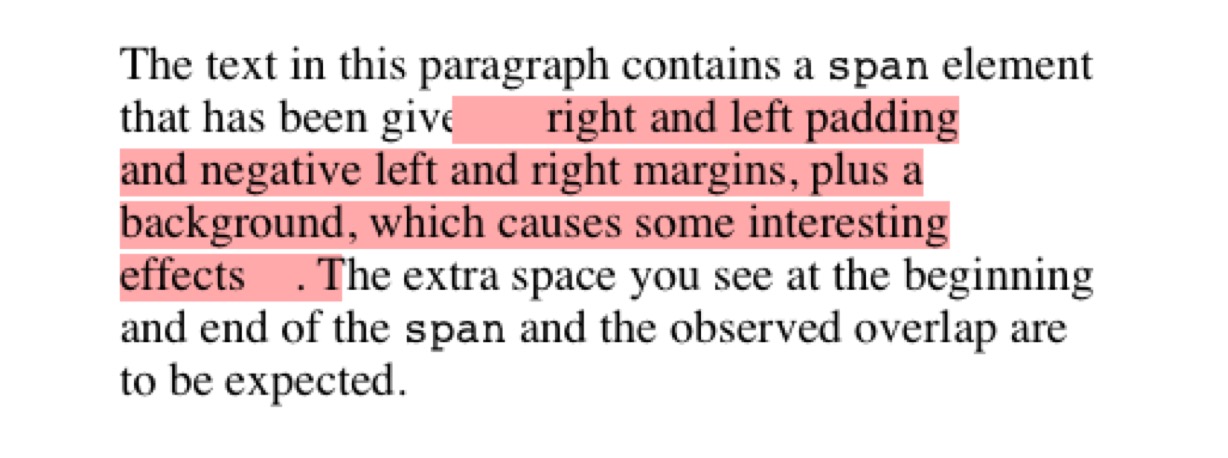 The text in this paragraph contains a span element
that has been give right and left padding
and negative left and right margins, plus a
background, which causes some interesting
effects . The extra space you see at the beginning
and end of the span and the observed overlap are
to be expected.